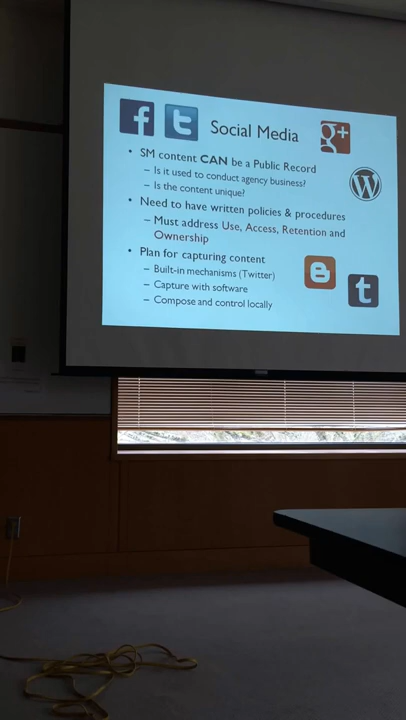 f t Social Media g+
• SM content CAN be a Public Record
– Is it used to conduct agency business?
– Is the content unique?
W
• Need to have written policies & procedures
– Must address Use, Access, Retention and
Ownership
• Plan for capturing content
– Built-in mechanisms (Twitter)
B
– Capture with software
t
– Compose and control locally